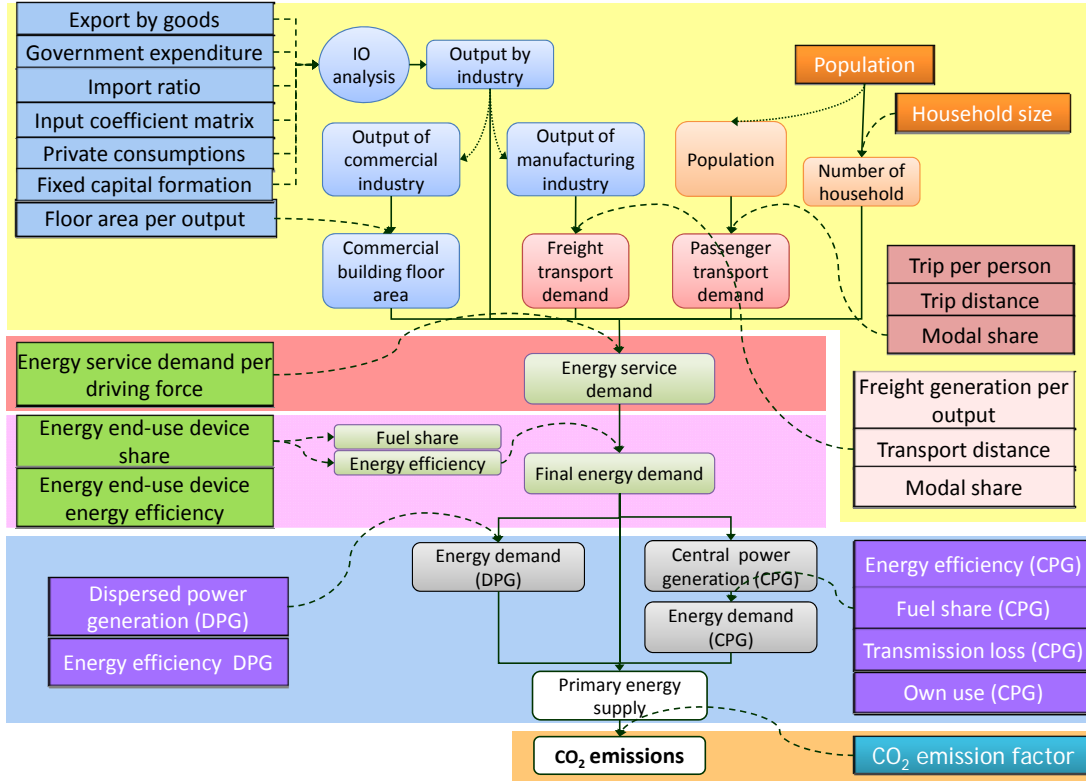 Export by goods
Government expenditure
Import ratio
Input coefficient matrix
Private consumptions
Fixed capital formation
Floor area per output
IO
analysis
Output by
industry
Population
Household size
Output of
commercial
industry
Output of
manufacturing
industry
Population
Number of
household
Commercial
building floor
area
Freight
transport
demand
Passenger
transport
demand
Trip per person
Trip distance
Modal share
Energy service demand per
driving force
Energy service
demand
Freight generation per
output
Transport distance
Modal share
Energy end-use device
share
Energy end-use device
energy efficiency
Fuel share
Energy efficiency
Final energy demand
Energy demand
(DPG)
Central power
generation (CPG)
Energy demand
(CPG)
Dispersed power
generation (DPG)
Energy efficiency DPG
Energy efficiency (CPG)
Fuel share (CPG)
Transmission loss (CPG)
Own use (CPG)
Primary energy
supply
CO₂ emissions
CO₂ emission factor